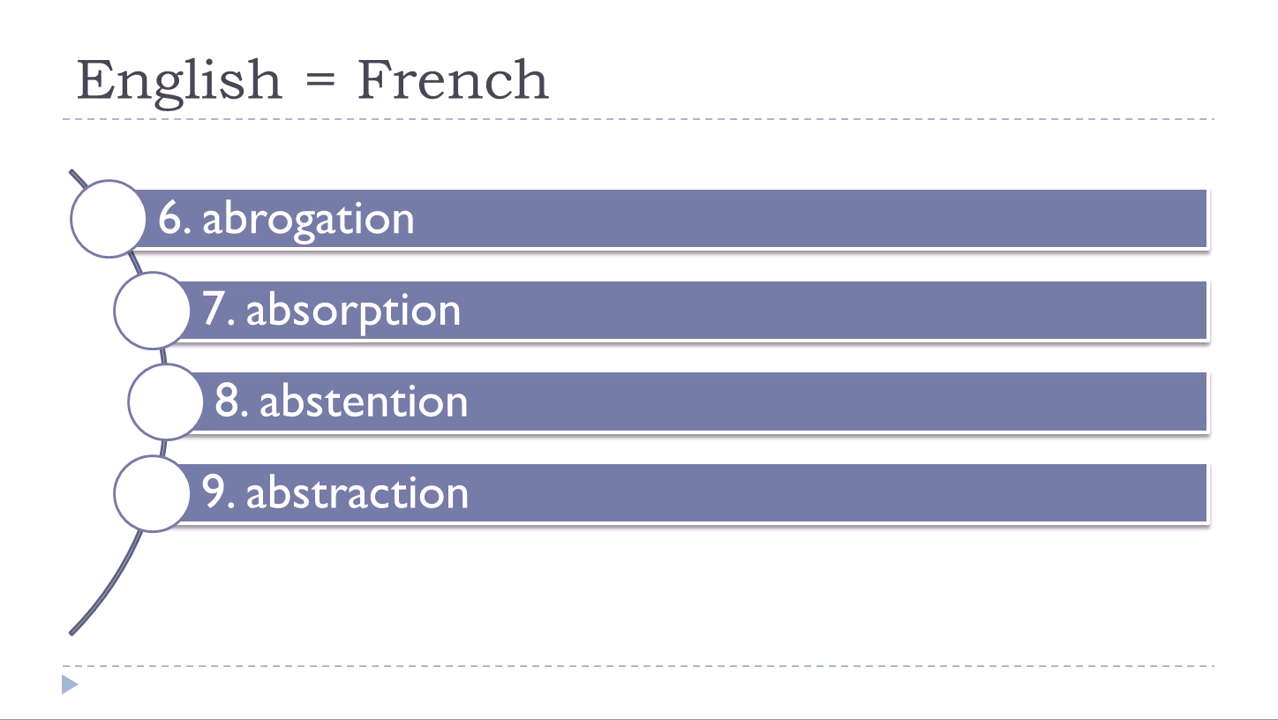 English = French
6. abrogation
7. absorption
8. abstention
9. abstraction